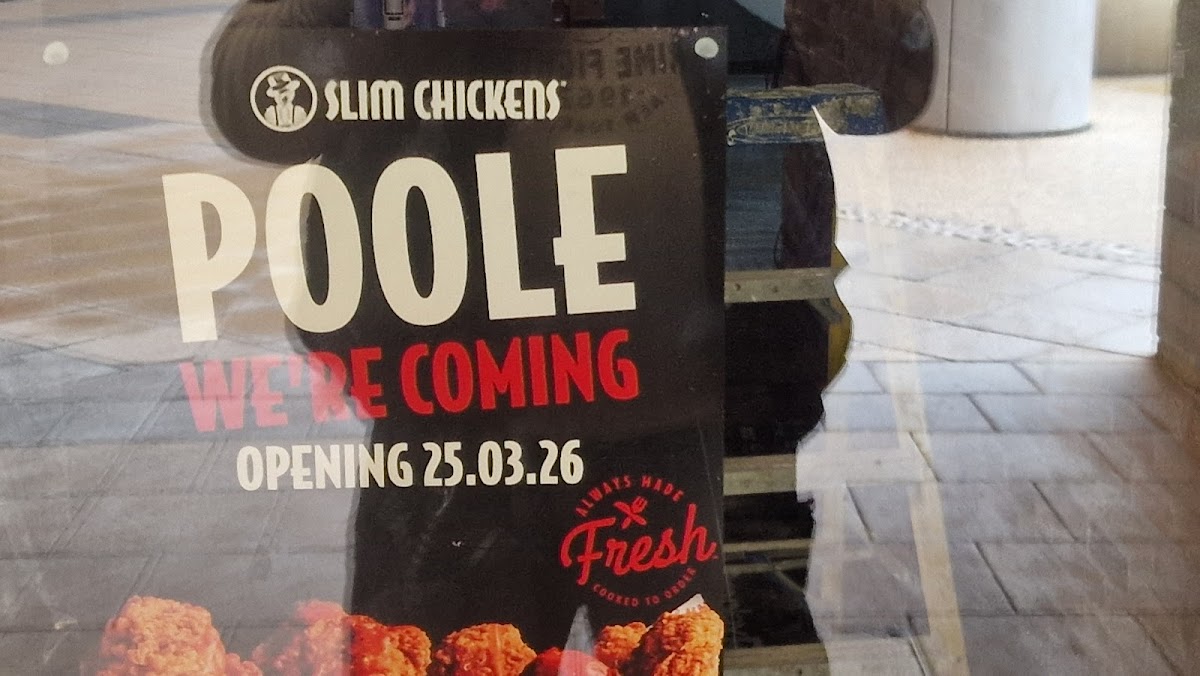 SLIM CHICKENS
POOLE
WE'RE COMING
OPENING 25.03.26
ALWAYS MADE
Fresh
COOKED TO ORDER